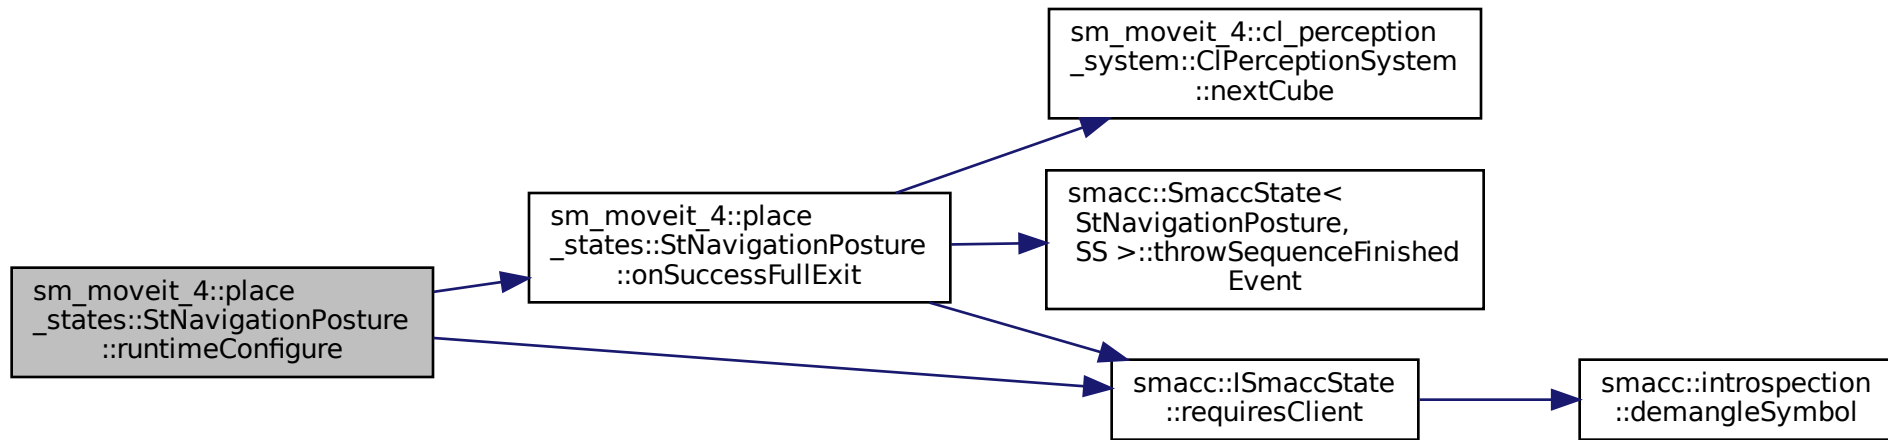 sm_moveit_4::place
_states::StNavigationPosture
::runtimeConfigure
sm_moveit_4::place
_states::StNavigationPosture
::onSuccessFullExit
sm_moveit_4::cl_perception
_system::ClPerceptionSystem
::nextCube
smacc::SmaccState<
StNavigationPosture,
SS >::throwSequenceFinished
Event
smacc::ISmaccState
::requiresClient
smacc::introspection
::demangleSymbol